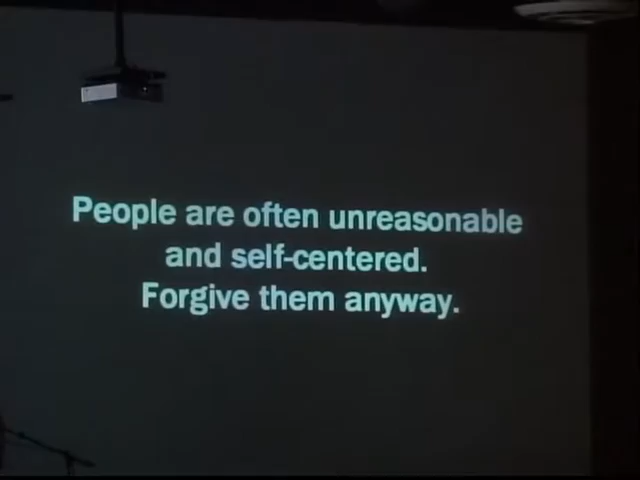 People are often unreasonable
and self-centered.
Forgive them anyway.